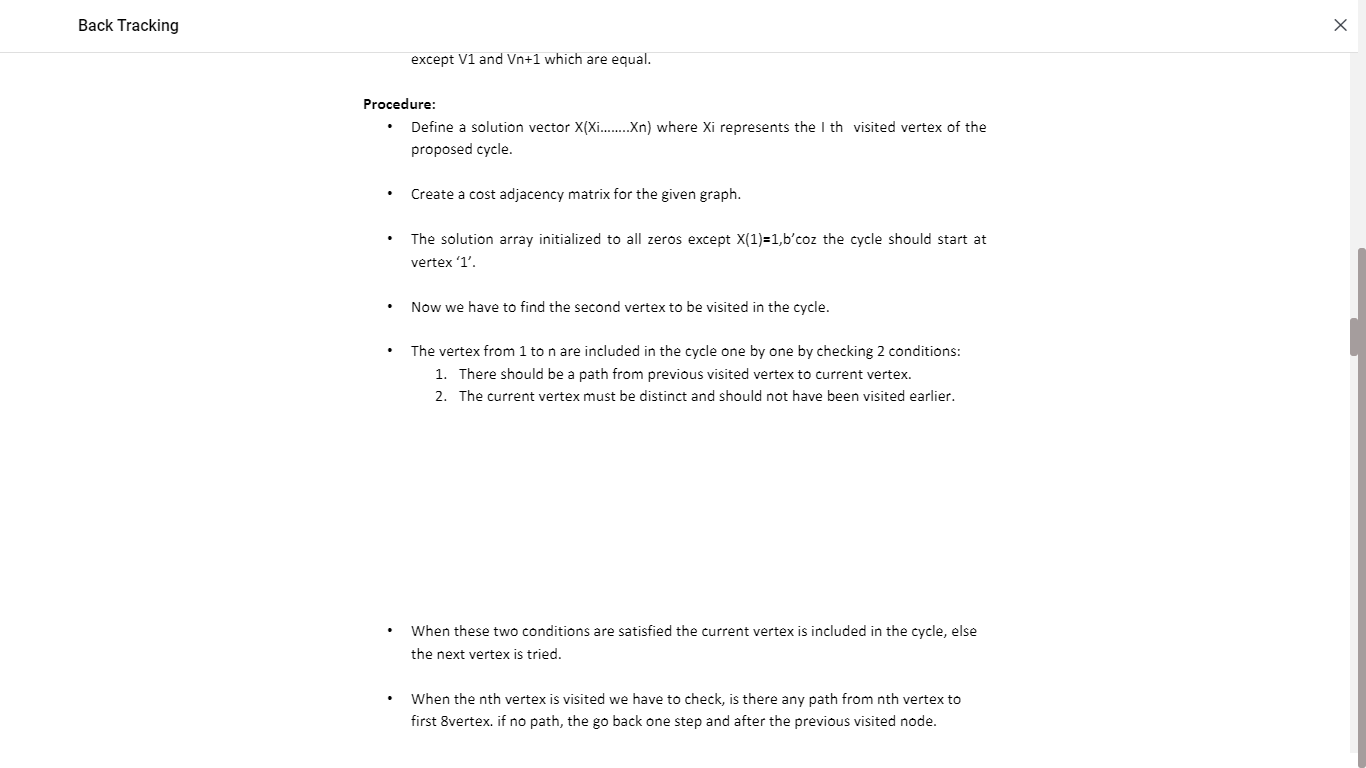 Back Tracking
except V1 and Vn+1 which are equal.
Procedure:
• Define a solution vector X(Xi........Xn) where Xi represents the I th visited vertex of the
proposed cycle.
• Create a cost adjacency matrix for the given graph.
• The solution array initialized to all zeros except X(1)=1,b’coz the cycle should start at
vertex ‘1’.
• Now we have to find the second vertex to be visited in the cycle.
• The vertex from 1 to n are included in the cycle one by one by checking 2 conditions:
1. There should be a path from previous visited vertex to current vertex.
2. The current vertex must be distinct and should not have been visited earlier.
• When these two conditions are satisfied the current vertex is included in the cycle, else
the next vertex is tried.
• When the nth vertex is visited we have to check, is there any path from nth vertex to
first 8vertex. if no path, the go back one step and after the previous visited node.